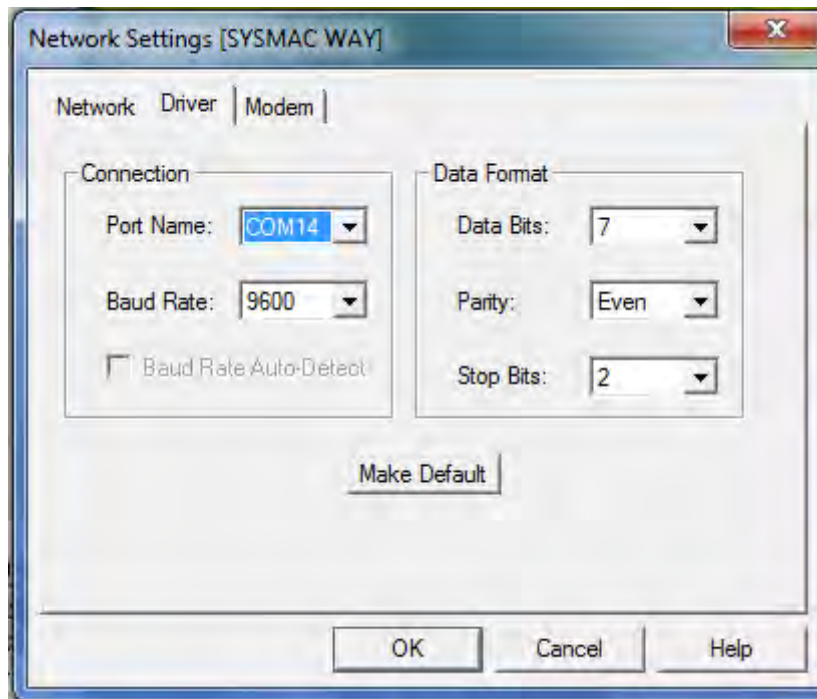 Network Settings [SYSMAC WAY]
Network Driver Modem
Connection
Port Name: COM14
Baud Rate: 9600
Baud Rate Auto-Detect
Data Format
Data Bits: 7
Parity: Even
Stop Bits: 2
Make Default
OK Cancel Help